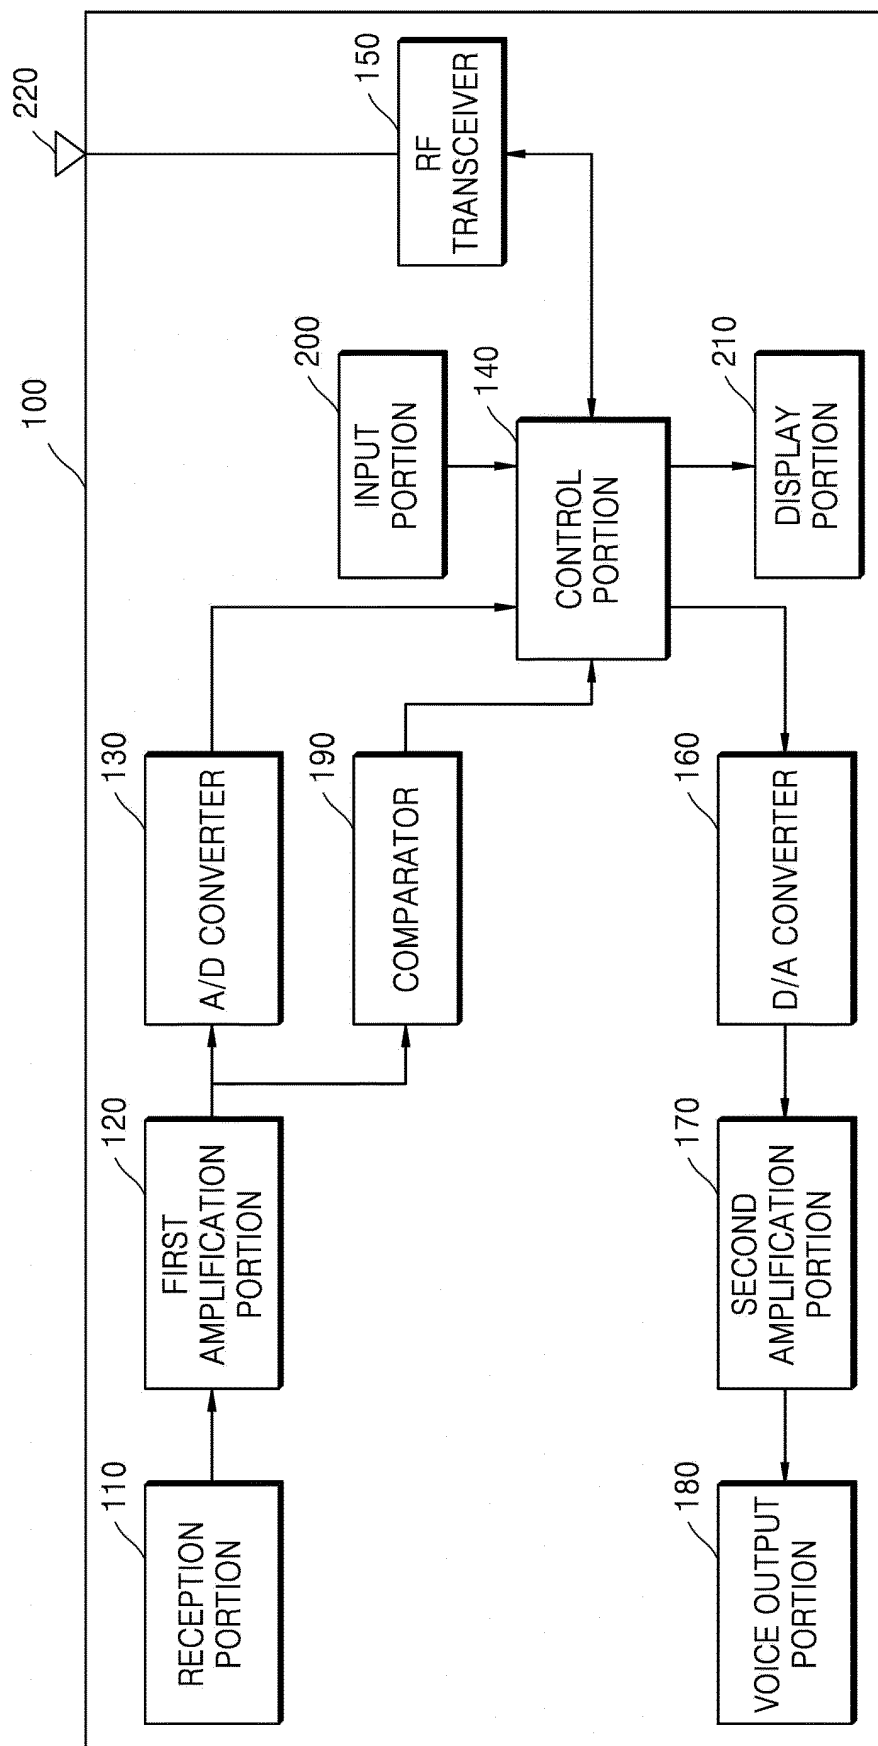 100
220
110
RECEPTION
PORTION
120
FIRST
AMPLIFICATION
PORTION
130
A/D CONVERTER
190
COMPARATOR
200
INPUT
PORTION
150
RF
TRANSCEIVER
140
CONTROL
PORTION
180
VOICE OUTPUT
PORTION
170
SECOND
AMPLIFICATION
PORTION
160
D/A CONVERTER
210
DISPLAY
PORTION